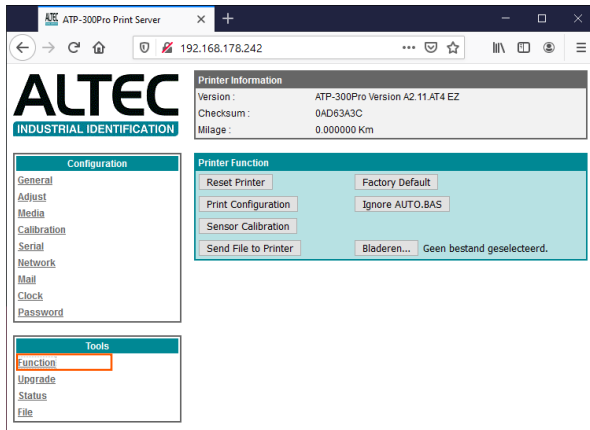 ATP-300Pro Print Server
192.168.178.242
ALTEC
INDUSTRIAL IDENTIFICATION
Printer Information
Version : ATP-300Pro Version A2.11.AT4 EZ
Checksum : 0AD63A3C
Milage : 0.000000 Km
Configuration
General
Adjust
Media
Calibration
Serial
Network
Mail
Clock
Password
Printer Function
Reset Printer Factory Default
Print Configuration Ignore AUTO.BAS
Sensor Calibration
Send File to Printer Bladeren... Geen bestand geselecteerd.
Tools
Function
Upgrade
Status
File